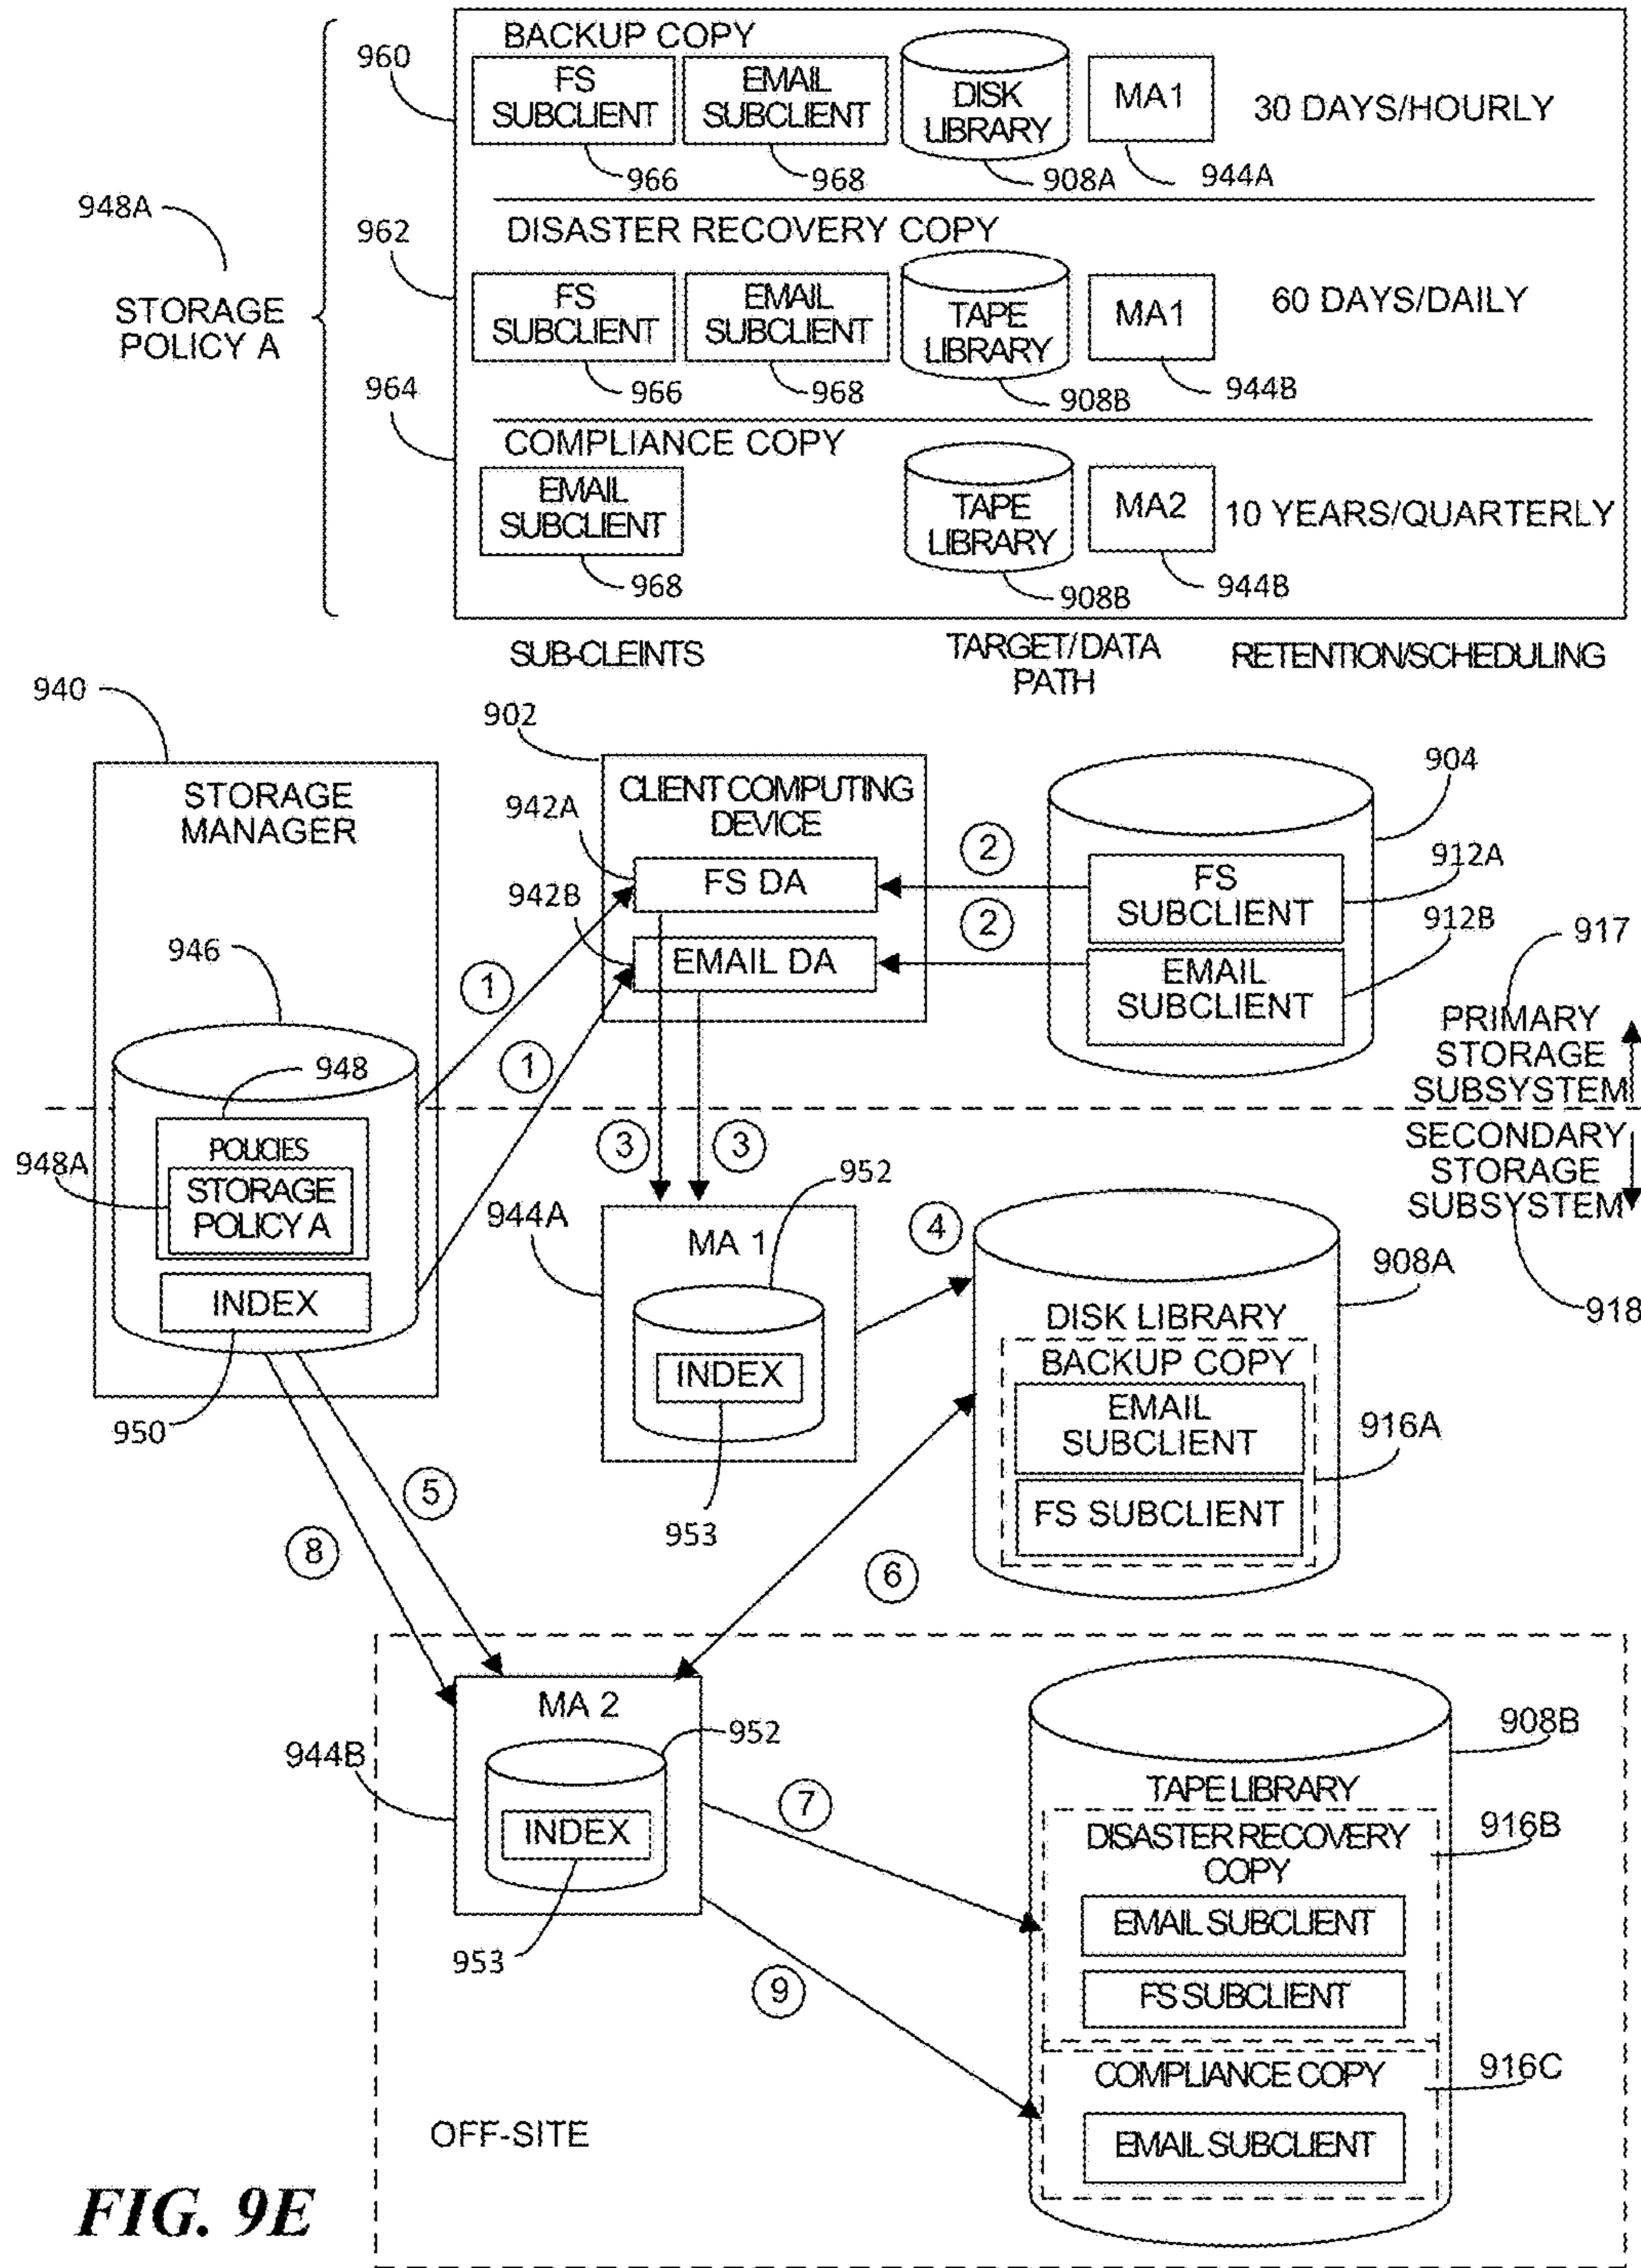 BACKUP COPY
960
FS
SUBCLIENT
EMAIL
SUBCLIENT
DISK
LIBRARY
MA1
30 DAYS/HOURLY
966
968
908A
944A
948A
STORAGE
POLICY A
962
DISASTER RECOVERY COPY
FS
SUBCLIENT
EMAIL
SUBCLIENT
TAPE
LIBRARY
MA1
60 DAYS/DAILY
966
968
908B
944B
964
COMPLIANCE COPY
EMAIL
SUBCLIENT
TAPE
LIBRARY
MA2
10 YEARS/QUARTERLY
968
908B
944B
SUB-CLEINTS
TARGET/DATA
PATH
RETENTION/SCHEDULING
940
STORAGE
MANAGER
902
CLIENT COMPUTING
DEVICE
942A
FS DA
942B
EMAIL DA
2
2
904
FS
SUBCLIENT
912A
EMAIL
SUBCLIENT
912B
917
PRIMARY
STORAGE
SUBSYSTEM
SECONDARY
STORAGE
SUBSYSTEM
918
946
1
1
948
POLICIES
948A
STORAGE
POLICY A
INDEX
950
3
3
944A
MA 1
952
INDEX
953
4
908A
DISK LIBRARY
BACKUP COPY
EMAIL
SUBCLIENT
FS SUBCLIENT
916A
5
8
6
MA 2
944B
952
INDEX
953
7
9
908B
TAPE LIBRARY
DISASTER RECOVERY
COPY
916B
EMAIL SUBCLIENT
FS SUBCLIENT
COMPLIANCE COPY
916C
EMAIL SUBCLIENT
OFF-SITE
FIG. 9E